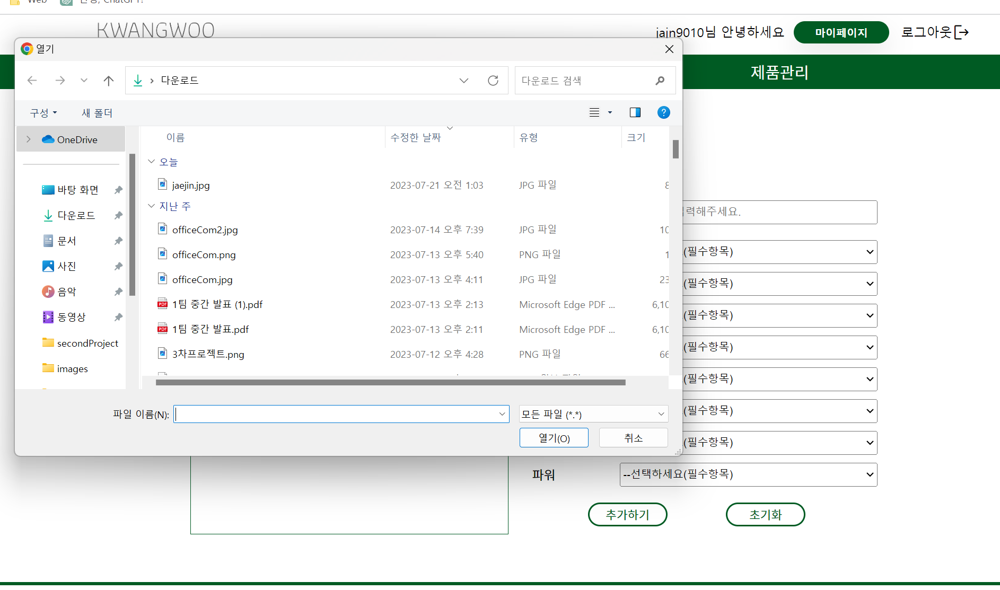 Web
안녕, ChatGPT!
KWANGWOO
jain9010님 안녕하세요
마이페이지
로그아웃
제품관리
열기
다운로드
다운로드 검색
구성
새 폴더
OneDrive
바탕 화면
다운로드
문서
사진
음악
동영상
secondProject
images
이름 수정한 날짜 유형 크기
오늘
jaejin.jpg 2023-07-21 오전 1:03 JPG 파일 8
지난 주
officeCom2.jpg 2023-07-14 오후 7:39 JPG 파일 10
officeCom.png 2023-07-13 오후 5:40 PNG 파일 1
officeCom.jpg 2023-07-13 오후 4:11 JPG 파일 23
1팀 중간 발표 (1).pdf 2023-07-13 오후 2:13 Microsoft Edge PDF ... 6,10
1팀 중간 발표.pdf 2023-07-13 오후 2:11 Microsoft Edge PDF ... 6,10
3차프로젝트.png 2023-07-12 오후 4:28 PNG 파일 66
파일 이름(N):
모든 파일 (*.*)
열기(O)
취소
력해주세요.
(필수항목)
(필수항목)
(필수항목)
(필수항목)
(필수항목)
(필수항목)
(필수항목)
파워 --선택하세요(필수항목)
추가하기
초기화